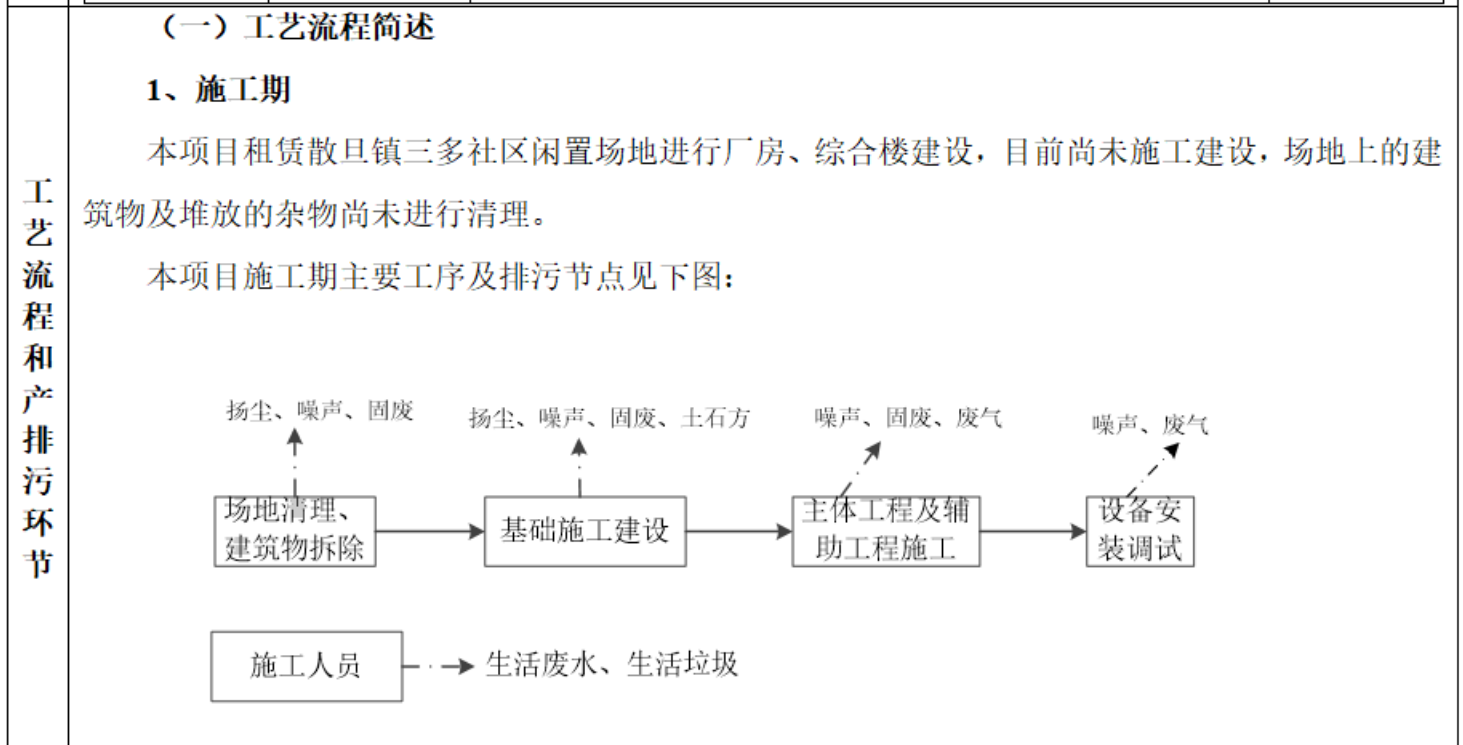 （一）工艺流程简述
1、施工期
本项目租赁散旦镇三多社区闲置场地进行厂房、综合楼建设，目前尚未施工建设，场地上的建
筑物及堆放的杂物尚未进行清理。
本项目施工期主要工序及排污节点见下图：
工艺流程和产排污环节
扬尘、噪声、固废
扬尘、噪声、固废、土石方
噪声、固废、废气
噪声、废气
场地清理、
建筑物拆除
基础施工建设
主体工程及辅
助工程施工
设备安
装调试
施工人员
生活废水、生活垃圾